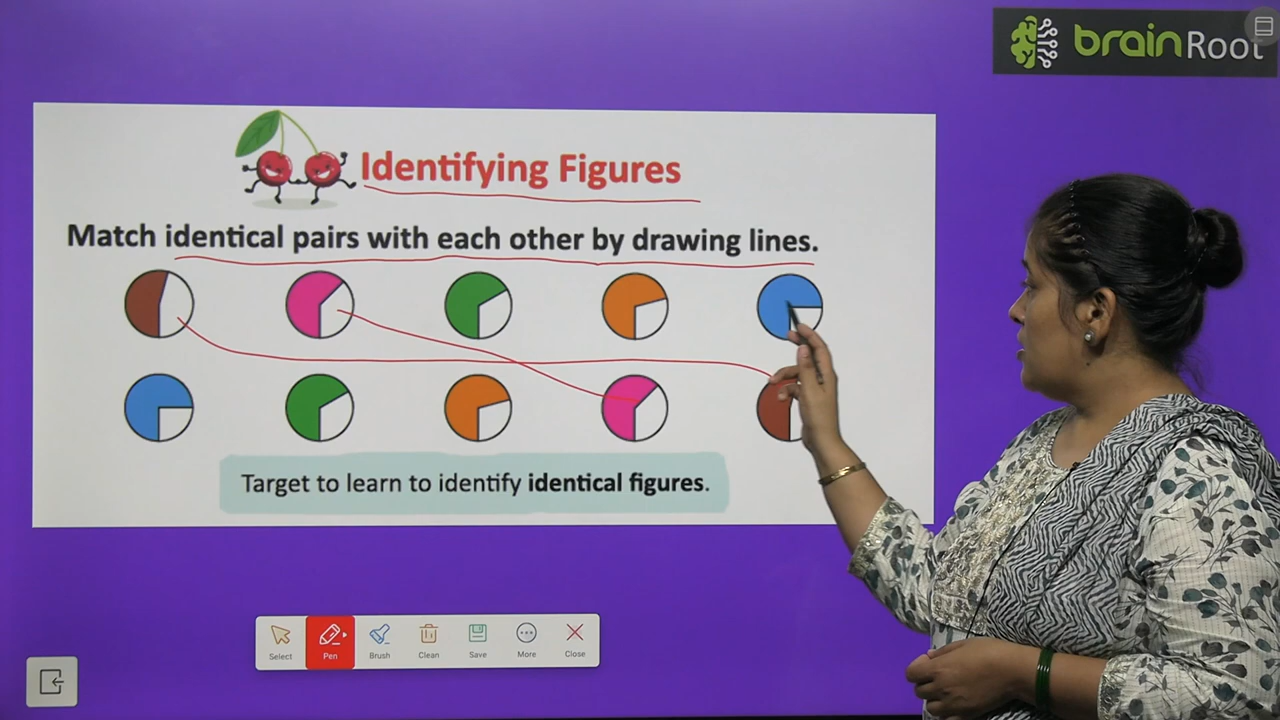 brainRoot
Identifying Figures
Match identical pairs with each other by drawing lines.
Target to learn to identify identical figures.
Select Pen Brush Clean Save More Close